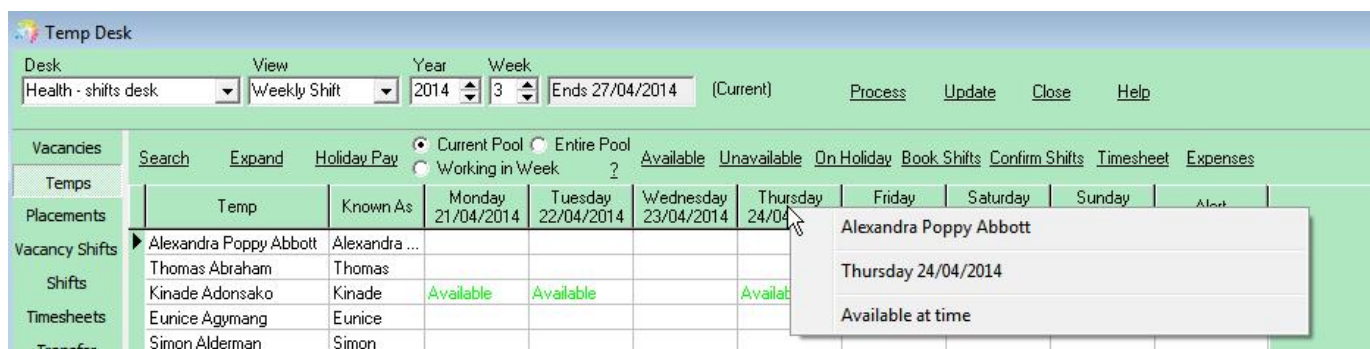 Temp Desk
Desk View Year Week
Health - shifts desk Weekly Shift 2014 3 Ends 27/04/2014 (Current) Process Update Close Help
Vacancies
Temps
Placements
Vacancy Shifts
Shifts
Timesheets
Search Expand Holiday Pay Current Pool Entire Pool Working in Week ? Available Unavailable On Holiday Book Shifts Confirm Shifts Timesheet Expenses
Temp Known As Monday 21/04/2014 Tuesday 22/04/2014 Wednesday 23/04/2014 Thursday 24/04 Friday Saturday Sunday
Alexandra Poppy Abbott Alexandra ...
Thomas Abraham Thomas
Kinade Adonsako Kinade Available Available Availab
Eunice Agymang Eunice
Simon Alderman Simon
Alexandra Poppy Abbott
Thursday 24/04/2014
Available at time